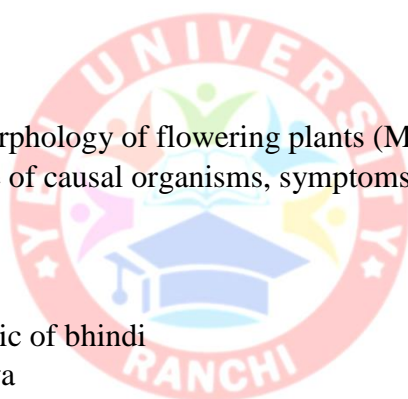 UNIVERSITY
rphology of flowering plants (M
of causal organisms, symptoms
ic of bhindi
RANCHI